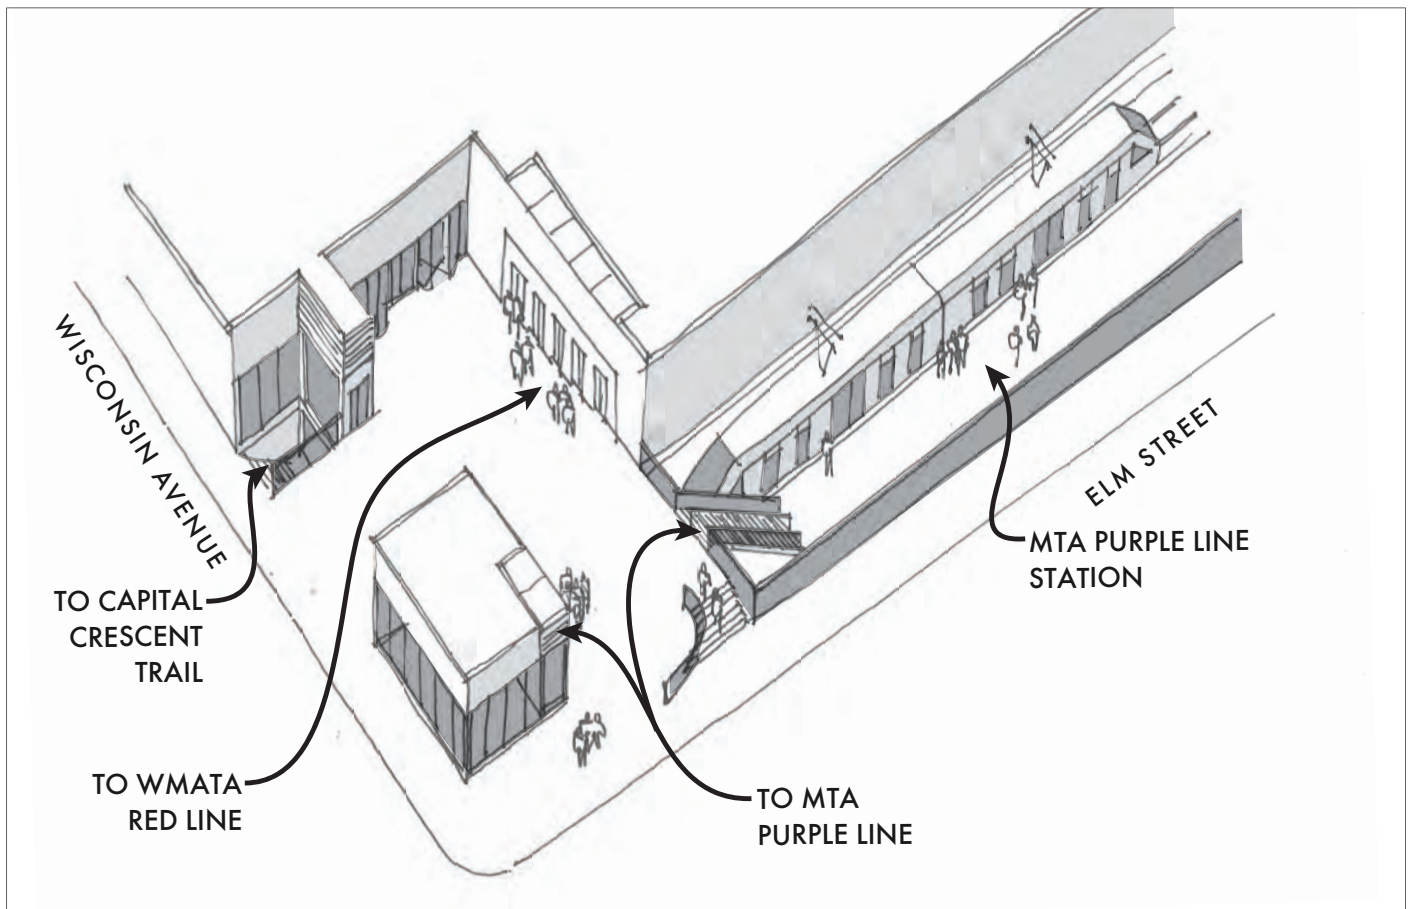 WISCONSIN AVENUE
ELM STREET
MTA PURPLE LINE
STATION
TO CAPITAL
CRESCENT
TRAIL
TO WMATA
RED LINE
TO MTA
PURPLE LINE